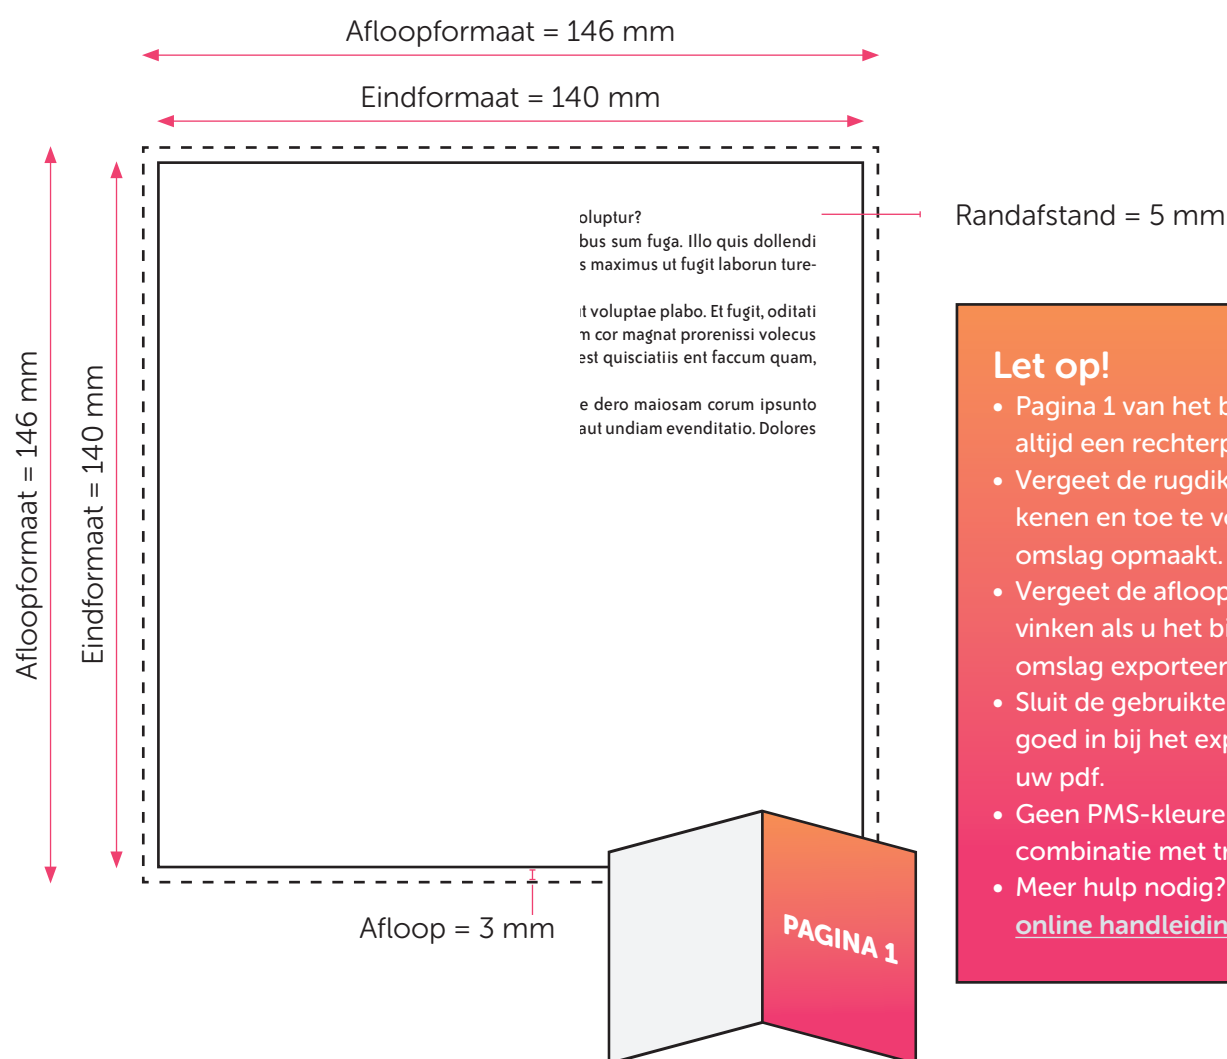 Afloopformaat = 146 mm
Eindformaat = 140 mm
Afloopformaat = 146 mm
Eindformaat = 140 mm
oluptur?
bus sum fuga. Illo quis dollendi
s maximus ut fugit laborun ture-
t voluptae plabo. Et fugit, oditati
m cor magnat prorenissi volecus
est quisciatiis ent faccum quam,
e dero maiosam corum ipsunto
aut undiam evenditatio. Dolores
Randafstand = 5 mm
Let op!
• Pagina 1 van het b
altijd een rechterp
• Vergeet de rugdik
kenen en toe te v
omslag opmaakt.
• Vergeet de afloop
vinken als u het bi
omslag exporteer
• Sluit de gebruikte
goed in bij het exp
uw pdf.
• Geen PMS-kleure
combinatie met tr
• Meer hulp nodig?
online handleidin
Afloop = 3 mm
PAGINA 1